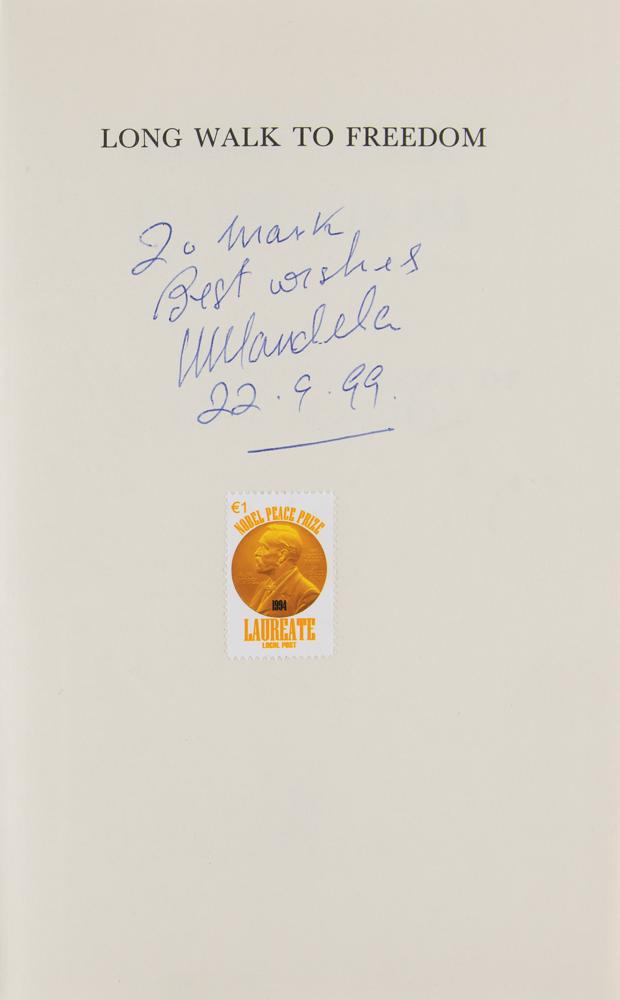 LONG WALK TO FREEDOM
To Mark
Best wishes
NMandela
22.9.99.
€1
NOBEL PEACE PRIZE
1994
LAUREATE
LOCAL POST